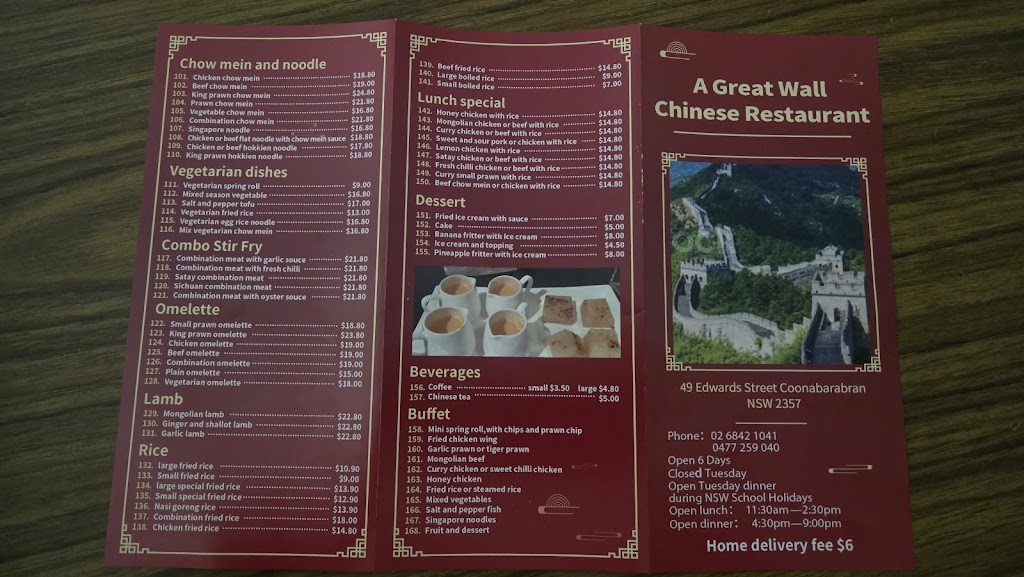 Chow mein and noodle
101. Chicken chow mein $18.80
102. Beef chow mein $19.00
103. King prawn chow mein $24.80
104. Prawn chow mein $21.80
105. Vegetable chow mein $16.80
106. Combination chow mein $21.80
107. Singapore noodle $16.80
108. Chicken or beef flat noodle with chow mein sauce $18.80
109. Chicken or beef hokkien noodle $17.80
110. King prawn hokkien noodle $18.80
Vegetarian dishes
111. Vegetarian spring roll $9.00
112. Mixed season vegetable $16.80
113. Salt and pepper tofu $17.00
114. Vegetarian fried rice $13.00
115. Vegetarian egg rice noodle $16.80
116. Mix vegetarian chow mein $16.80
Combo Stir Fry
117. Combination meat with garlic souce $21.80
118. Combination meat with fresh chilli $21.80
119. Satay combination meat $21.80
120. Sichuan combination meat $21.80
121. Combination meat with oyster souce $21.80
Omelette
122. Small prawn omelette $18.80
123. King prawn omelette $23.80
124. Chicken omelette $19.00
125. Beef omelette $19.00
126. Combination omelette $19.00
127. Plain omelette $15.00
128. Vegetarian omelette $18.00
Lamb
129. Mongolian lamb $22.80
130. Ginger and shallot lamb $22.80
131. Garlic lamb $22.80
Rice
132. large fried rice $10.90
133. Small fried rice $9.00
134. large special fried rice $13.90
135. Small special fried rice $12.90
136. Nasi goreng rice $13.90
137. Combination fried rice $18.00
138. Chicken fried rice $14.80
139. Beef fried rice $14.80
140. Large boiled rice $9.00
141. Small boiled rice $7.00
Lunch special
142. Honey chicken with rice $14.80
143. Mongolian chicken or beef with rice $14.80
144. Curry chicken or beef with rice $14.80
145. Sweet and sour pork or chicken with rice $14.80
146. Lemon chicken with rice $14.80
147. Satay chicken or beef with rice $14.80
148. Fresh chilli chicken or beef with rice $14.80
149. Curry small prawn with rice $14.80
150. Beef chow mein or chicken with rice $14.80
Dessert
151. Fried Ice cream with sauce $7.00
152. Cake $5.00
153. Banana fritter with Ice cream $8.00
154. Ice cream and topping $4.50
155. Pineapple fritter with ice cream $8.00
Beverages
156. Coffee small $3.50 large $4.80
157. Chinese tea $5.00
Buffet
158. Mini spring roll,with chips and prawn chip
159. Fried chicken wing
160. Garlic prawn or tiger prawn
161. Mongolian beef
162. Curry chicken or sweet chilli chicken
163. Honey chicken
164. Fried rice or steamed rice
165. Mixed vegetables
166. Salt and pepper fish
167. Singapore noodles
168. Fruit and dessert
A Great Wall
Chinese Restaurant
49 Edwards Street Coonabarabran
NSW 2357
Phone: 02 6842 1041
0477 259 040
Open 6 Days
Closed Tuesday
Open Tuesday dinner
during NSW School Holidays
Open lunch: 11:30am—2:30pm
Open dinner: 4:30pm—9:00pm
Home delivery fee $6